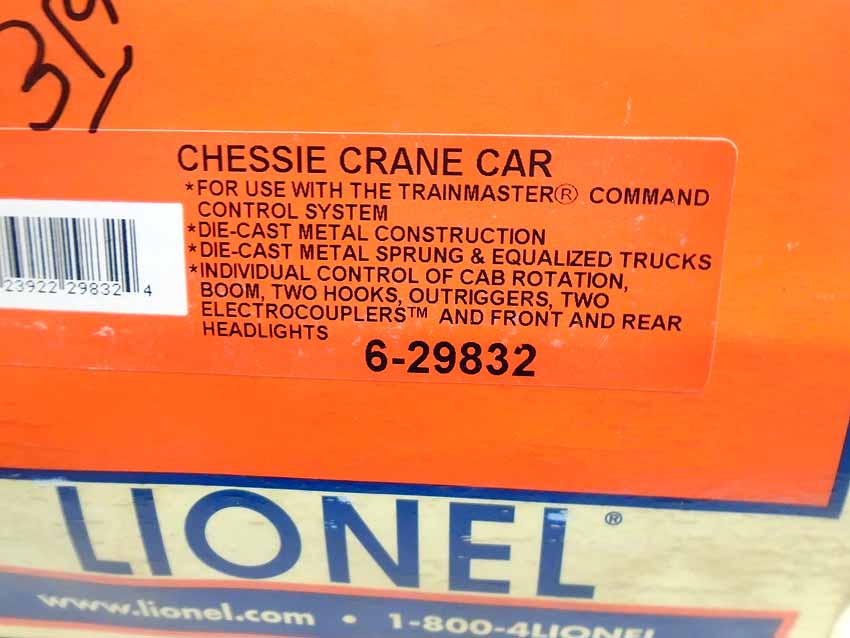 CHESSIE CRANE CAR
*FOR USE WITH THE TRAINMASTER® COMMAND
CONTROL SYSTEM
*DIE-CAST METAL CONSTRUCTION
*DIE-CAST METAL SPRUNG & EQUALIZED TRUCKS
*INDIVIDUAL CONTROL OF CAB ROTATION,
BOOM, TWO HOOKS, OUTRIGGERS, TWO
ELECTROCOUPLERS™ AND FRONT AND REAR
HEADLIGHTS
6-29832
23922 29832 4
LIONEL®
www.lionel.com • 1-800-4LIONEL